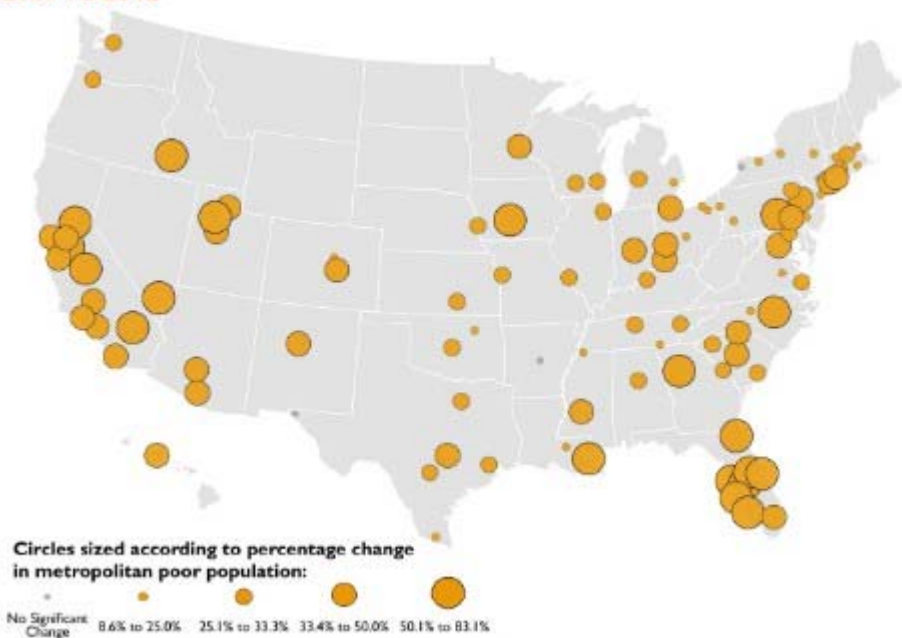 Circles sized according to percentage change
in metropolitan poor population:
No Significant
Change
8.6% to 25.0% 25.1% to 33.3% 33.4% to 50.0% 50.1% to 83.1%